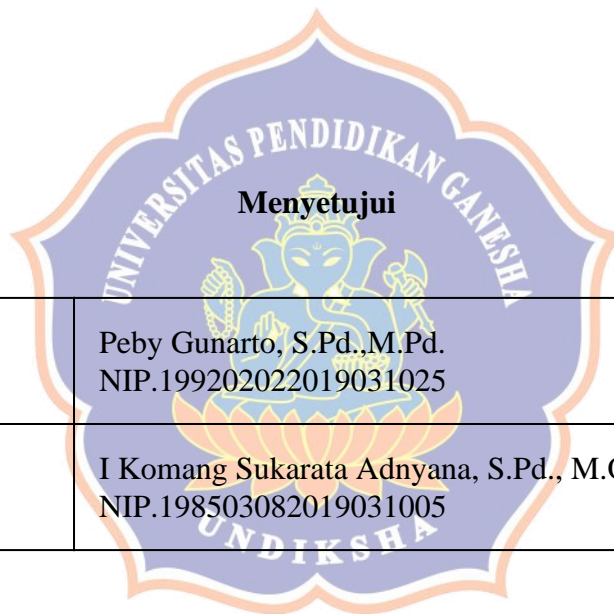 UNIVERSITAS PENDIDIKAN GANESHA
Menyetujui
Peby Gunarto, S.Pd.,M.Pd.
NIP.199202022019031025
I Komang Sukarata Adnyana, S.Pd., M.
NIP.198503082019031005
UNDIKSHA